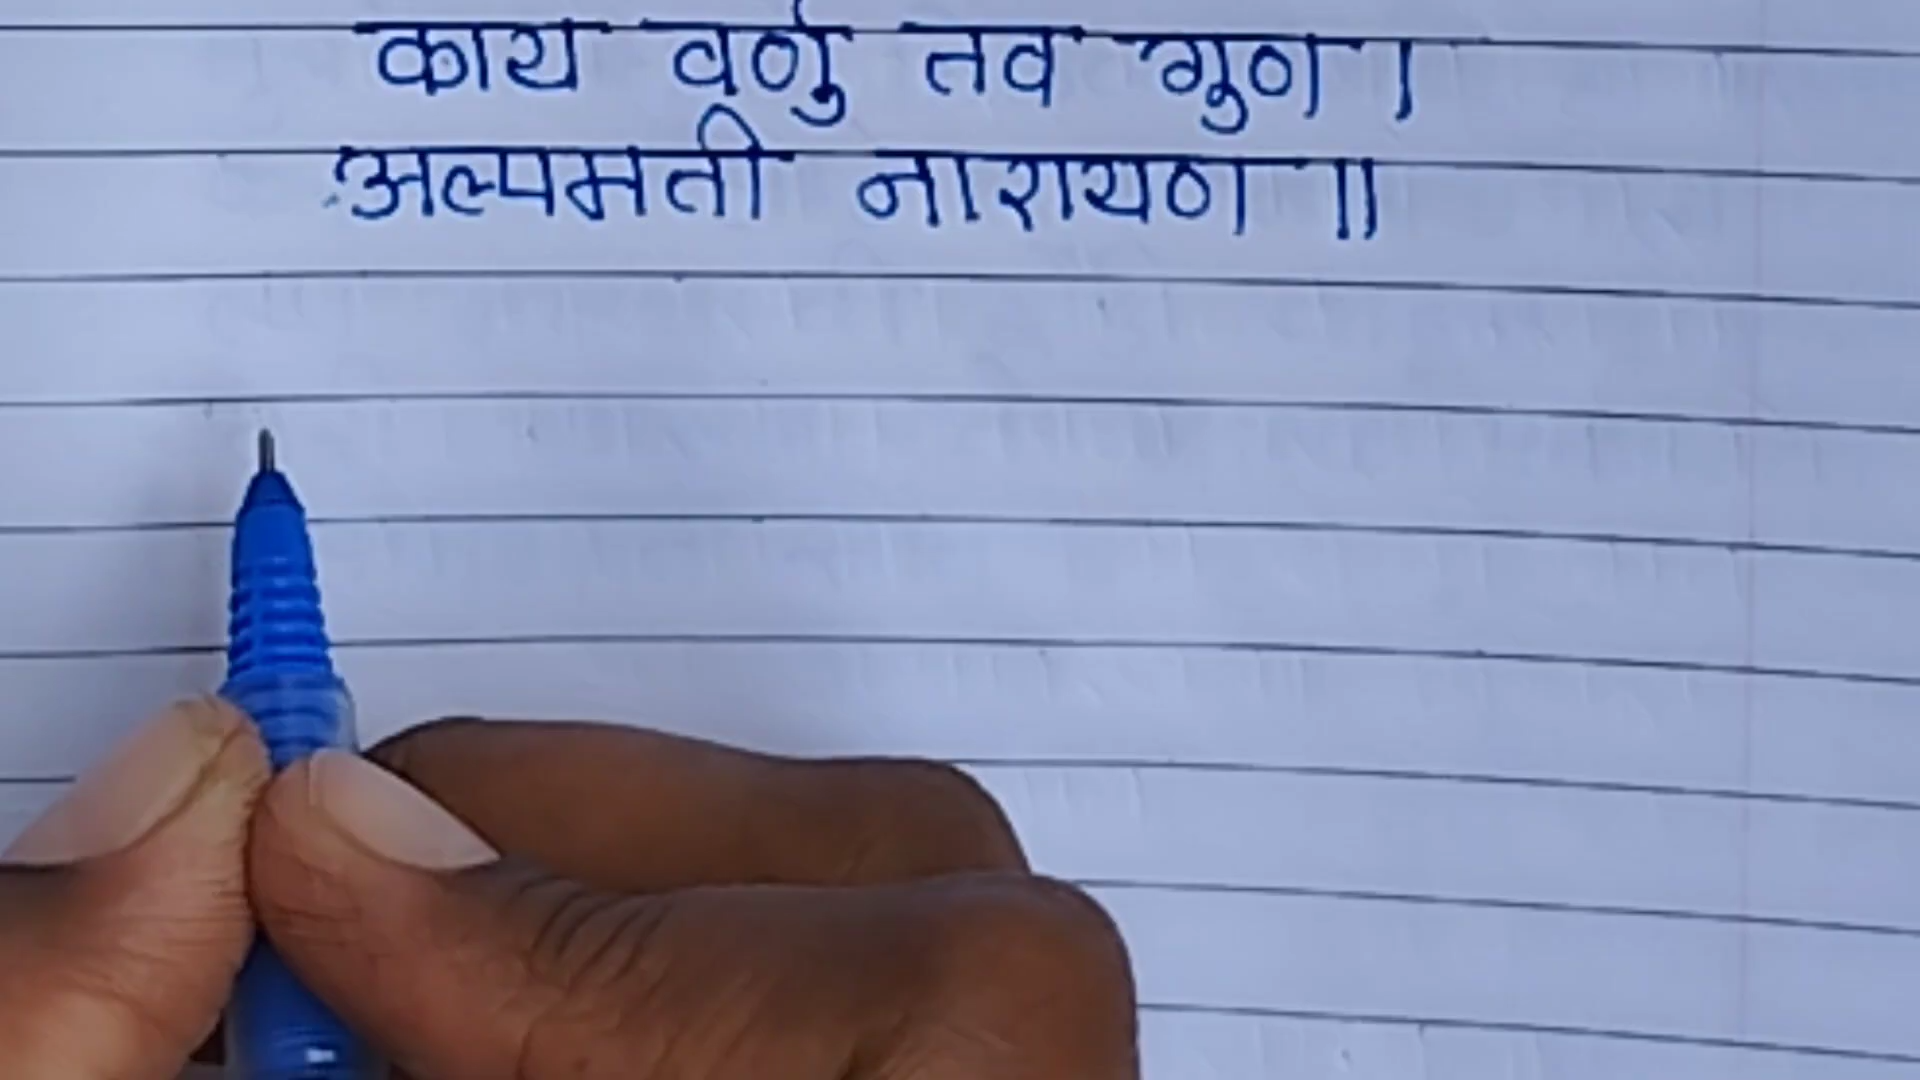 काय वर्णु तव गुण ।
अल्पमती नारायण ॥